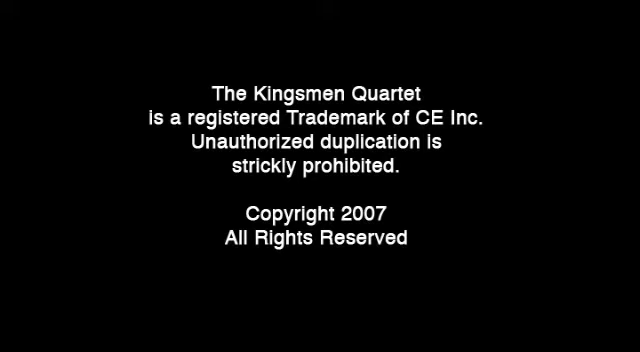 The Kingsmen Quartet
is a registered Trademark of CE Inc.
Unauthorized duplication is
strickly prohibited.
Copyright 2007
All Rights Reserved